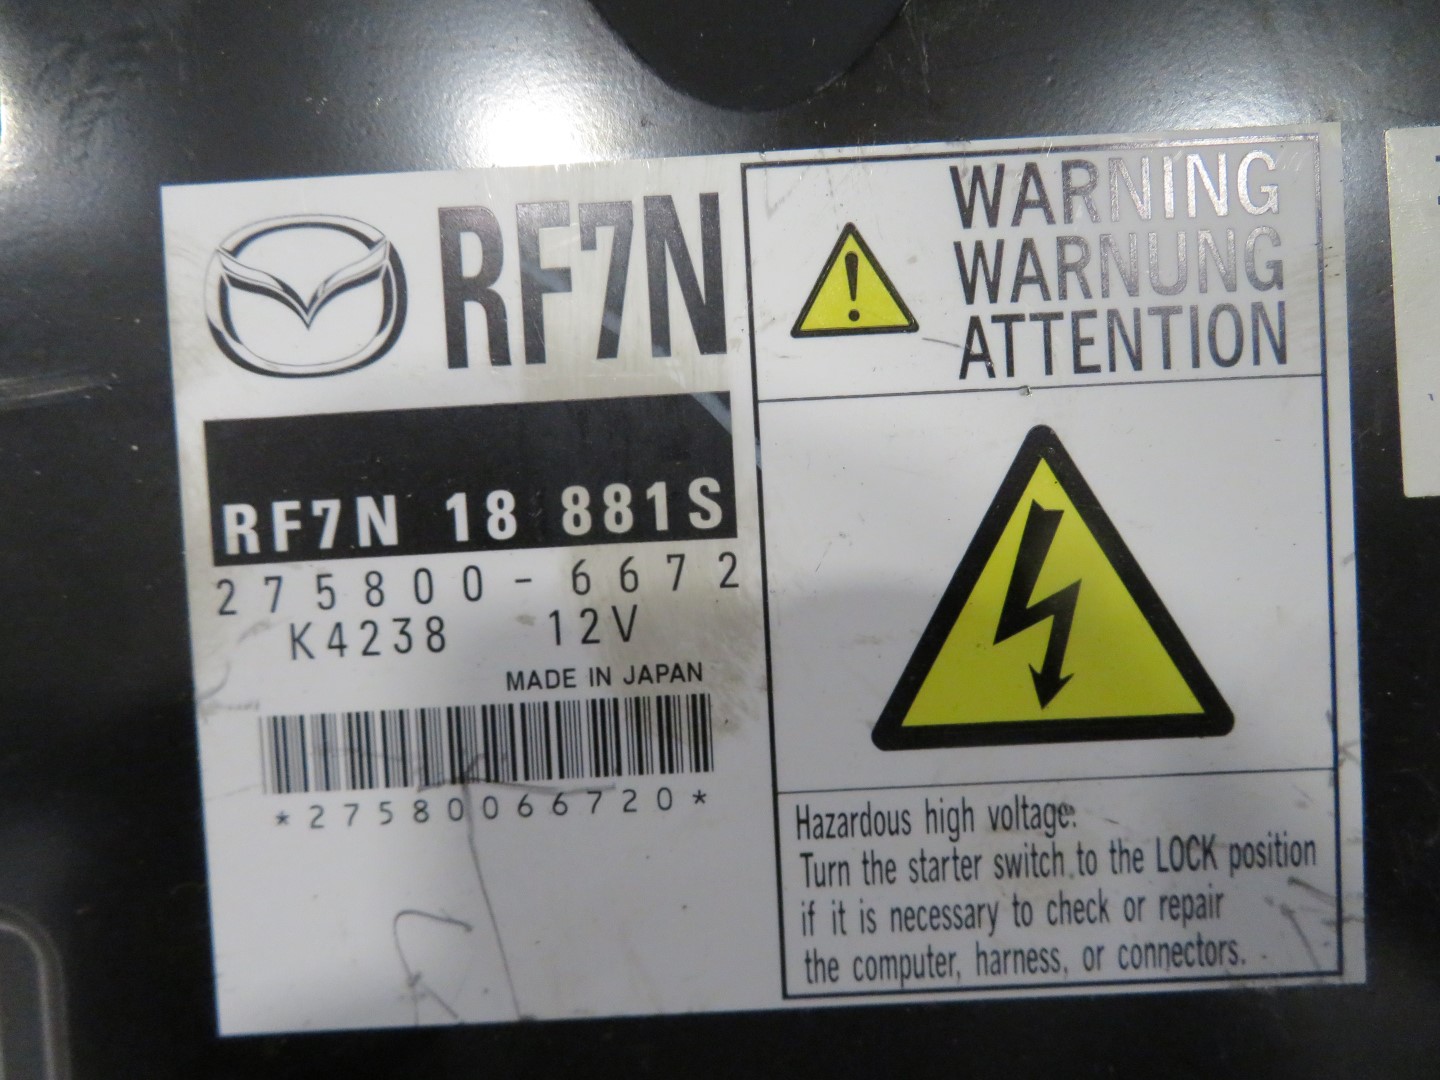 RF7N
RF7N 18 881S
275800-6672
K4238 12V
MADE IN JAPAN
*27580066720*
WARNING
WARNUNG
ATTENTION
Hazardous high voltage:
Turn the starter switch to the LOCK position
if it is necessary to check or repair
the computer, harness, or connectors.